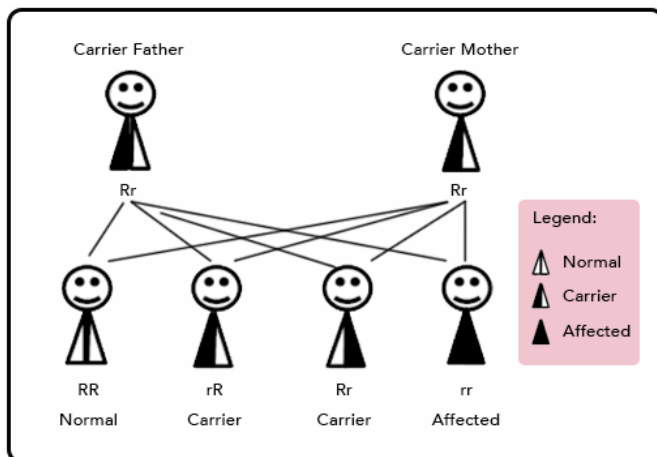 Carrier Father
Carrier Mother
Rr
Rr
Legend:
Normal
Carrier
Affected
RR
rR
Rr
rr
Normal
Carrier
Carrier
Affected